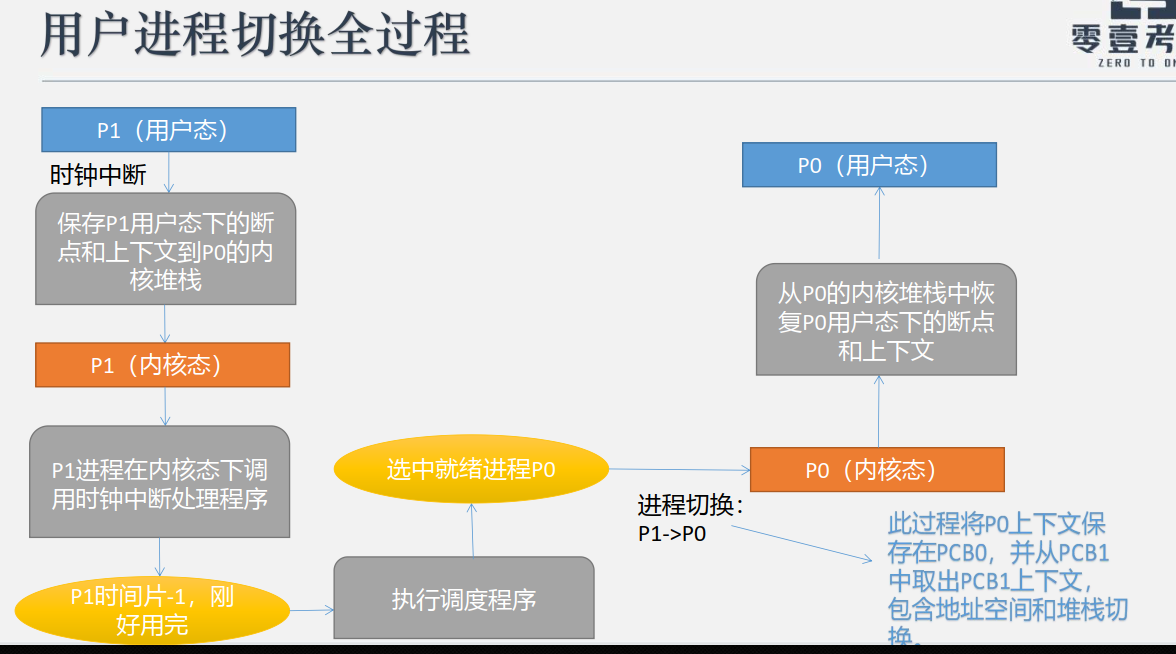 用户进程切换全过程
零壹考
ZERO TO
P1（用户态）
时钟中断
保存P1用户态下的断
点和上下文到P0的内
核堆栈
P1（内核态）
P1进程在内核态下调
用时钟中断处理程序
P1时间片-1，刚
好用完
执行调度程序
选中就绪进程P0
进程切换：
P1->P0
P0（用户态）
从P0的内核堆栈中恢
复P0用户态下的断点
和上下文
P0（内核态）
此过程将P0上下文保
存在PCB0，并从PCB1
中取出PCB1上下文，
包含地址空间和堆栈切
换。